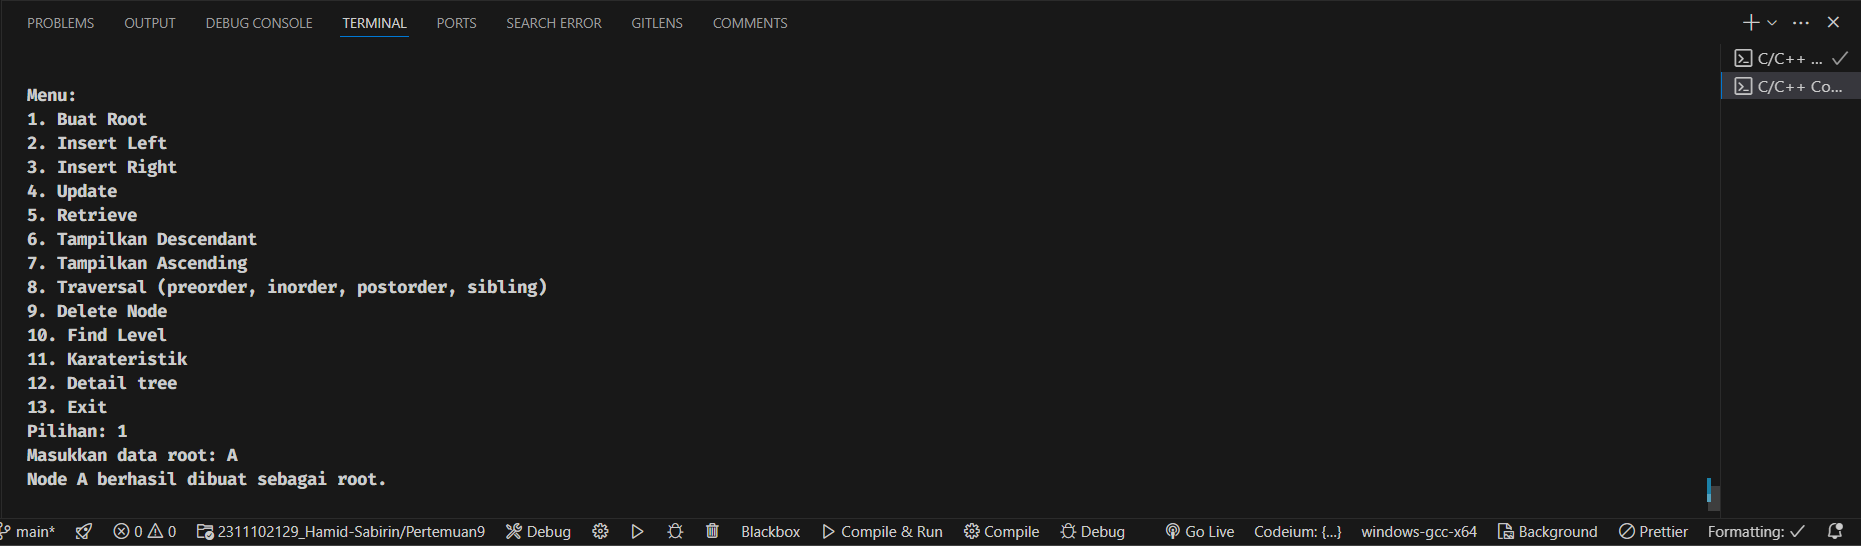 PROBLEMS OUTPUT DEBUG CONSOLE TERMINAL PORTS SEARCH ERROR GITLENS COMMENTS
C/C++ ...
C/C++ Co...
Menu:
1. Buat Root
2. Insert Left
3. Insert Right
4. Update
5. Retrieve
6. Tampilkan Descendant
7. Tampilkan Ascending
8. Traversal (preorder, inorder, postorder, sibling)
9. Delete Node
10. Find Level
11. Karateristik
12. Detail tree
13. Exit
Pilihan: 1
Masukkan data root: A
Node A berhasil dibuat sebagai root.
main* 0 0 2311102129_Hamid-Sabirin/Pertemuan9 Debug Blackbox Compile & Run Compile Debug Go Live Codeium: {...} windows-gcc-x64 Background Prettier Formatting: